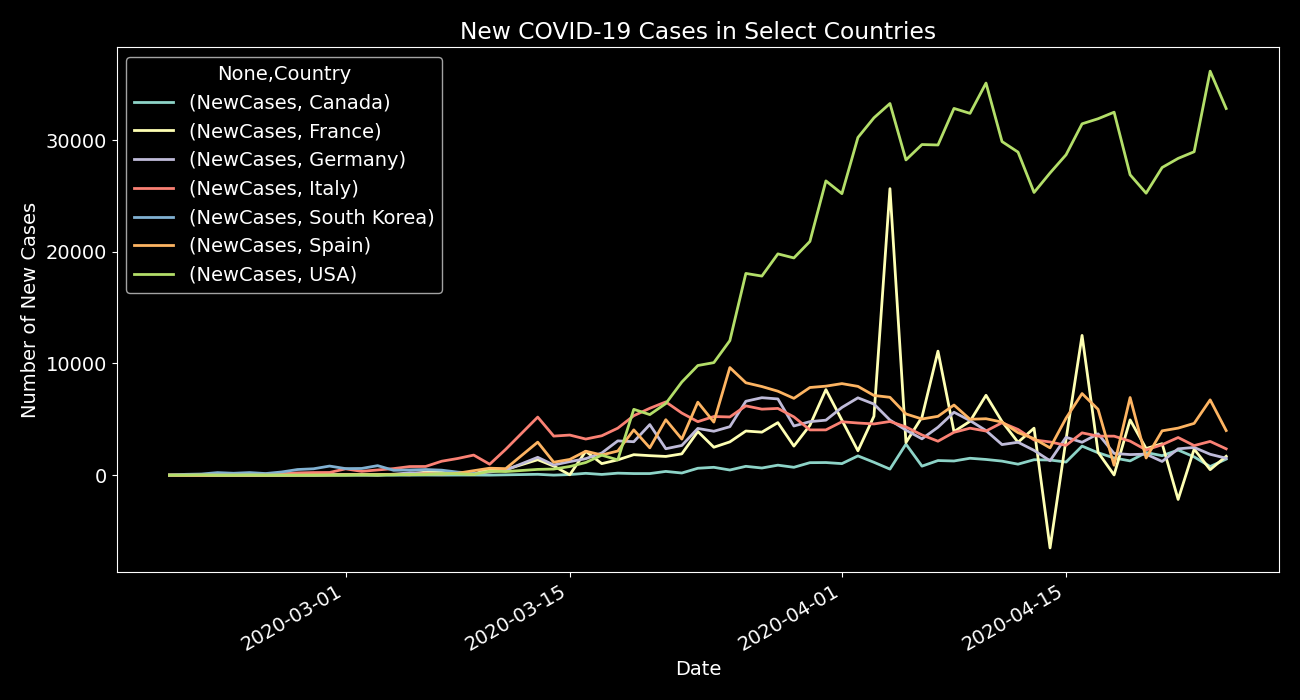 New COVID-19 Cases in Select Countries
None,Country
(NewCases, Canada)
(NewCases, France)
(NewCases, Germany)
(NewCases, Italy)
(NewCases, South Korea)
(NewCases, Spain)
(NewCases, USA)
Number of New Cases
30000
20000
10000
0
2020-03-01
2020-03-15
2020-04-01
2020-04-15
Date